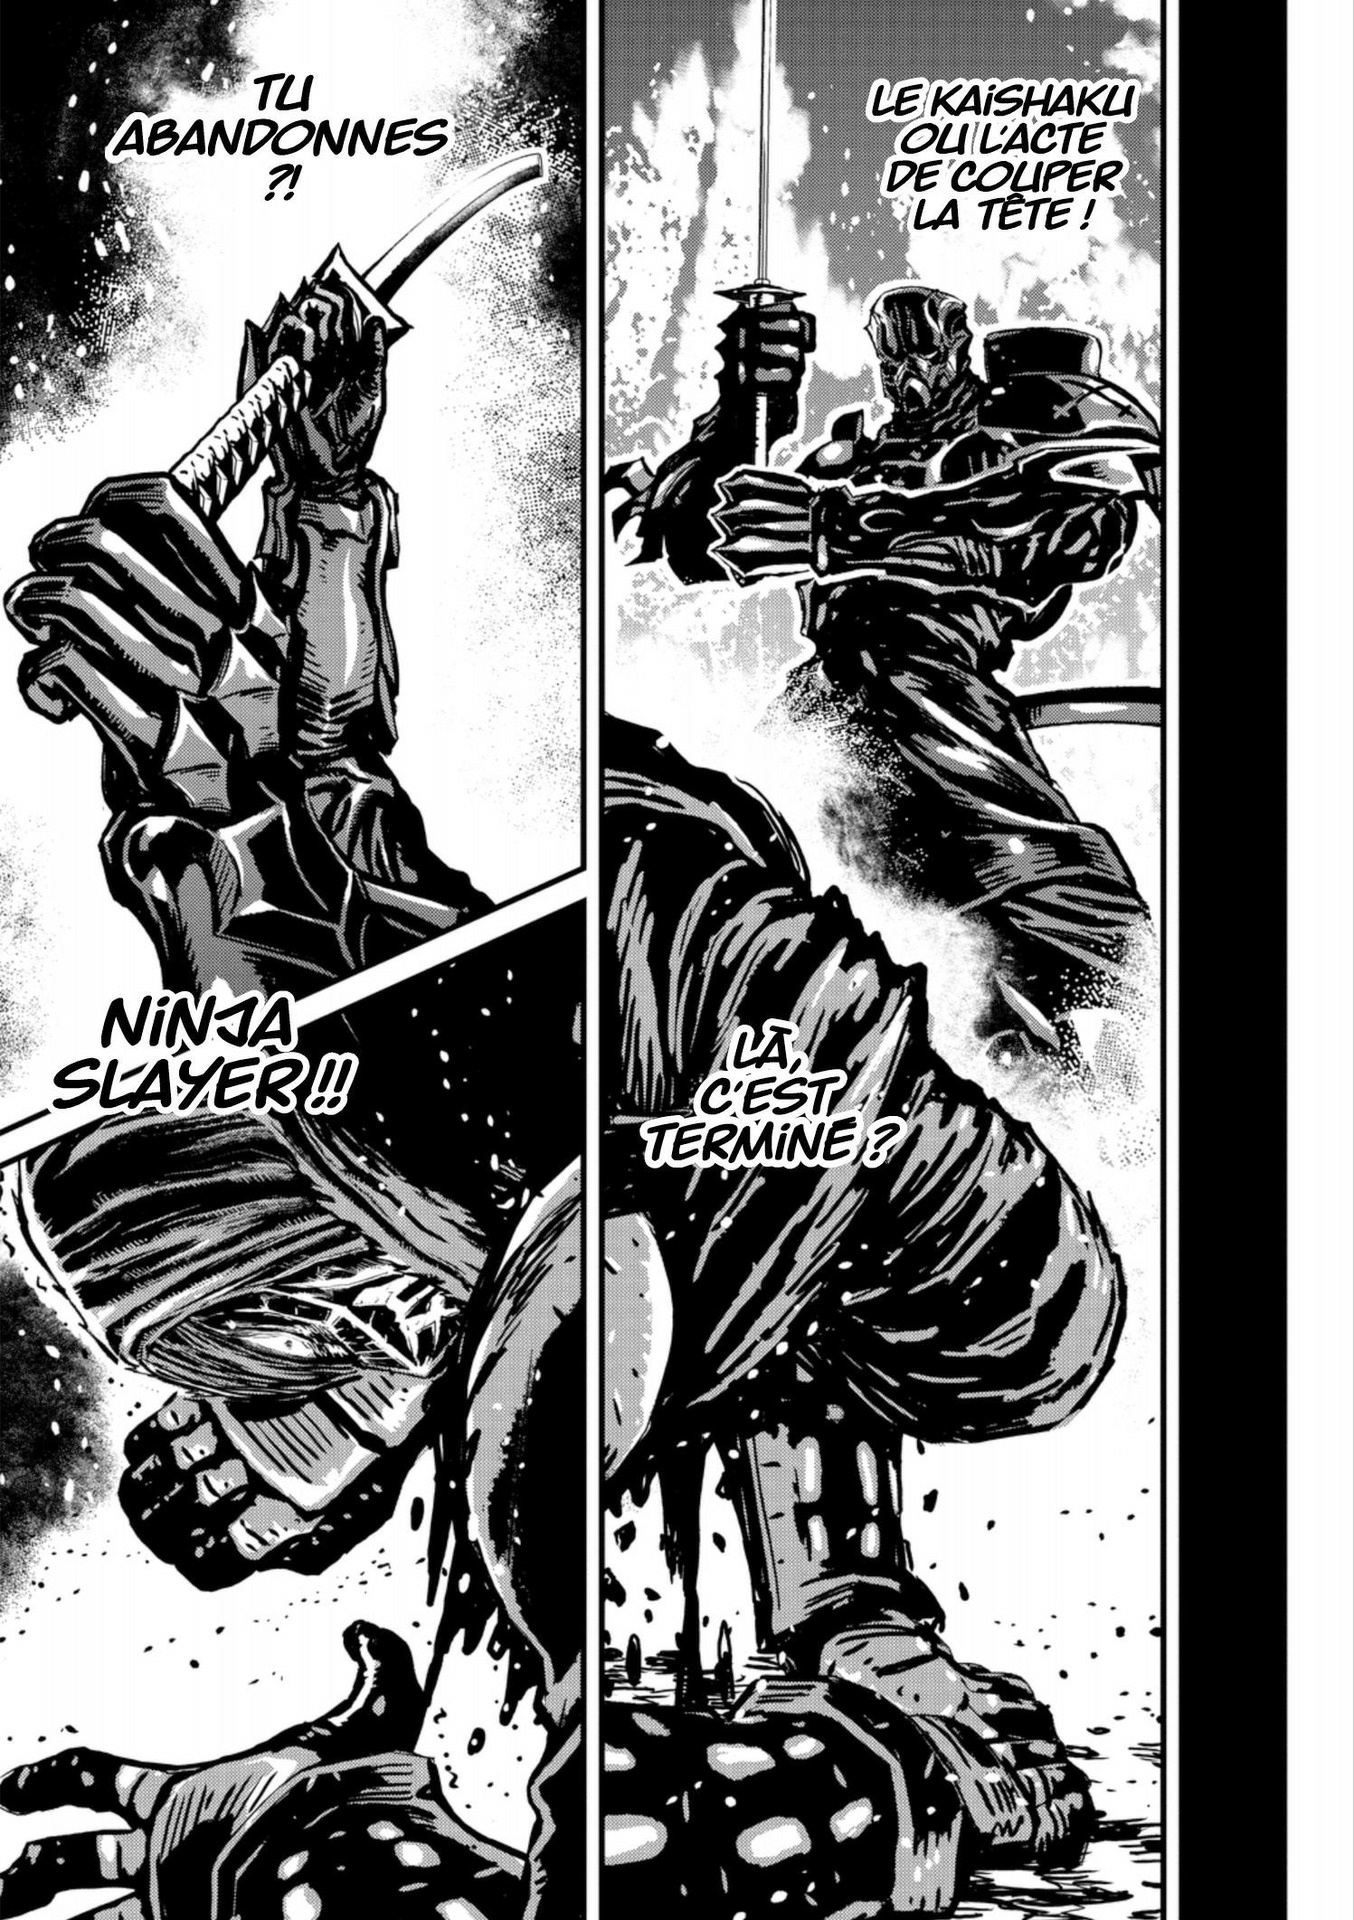 LE KAISHAKU
OU L'ACTE
DE COUPER
LA TÊTE !
LÀ,
C'EST
TERMINÉ ?
TU
ABANDONNES
?!
NINJA
SLAYER !!